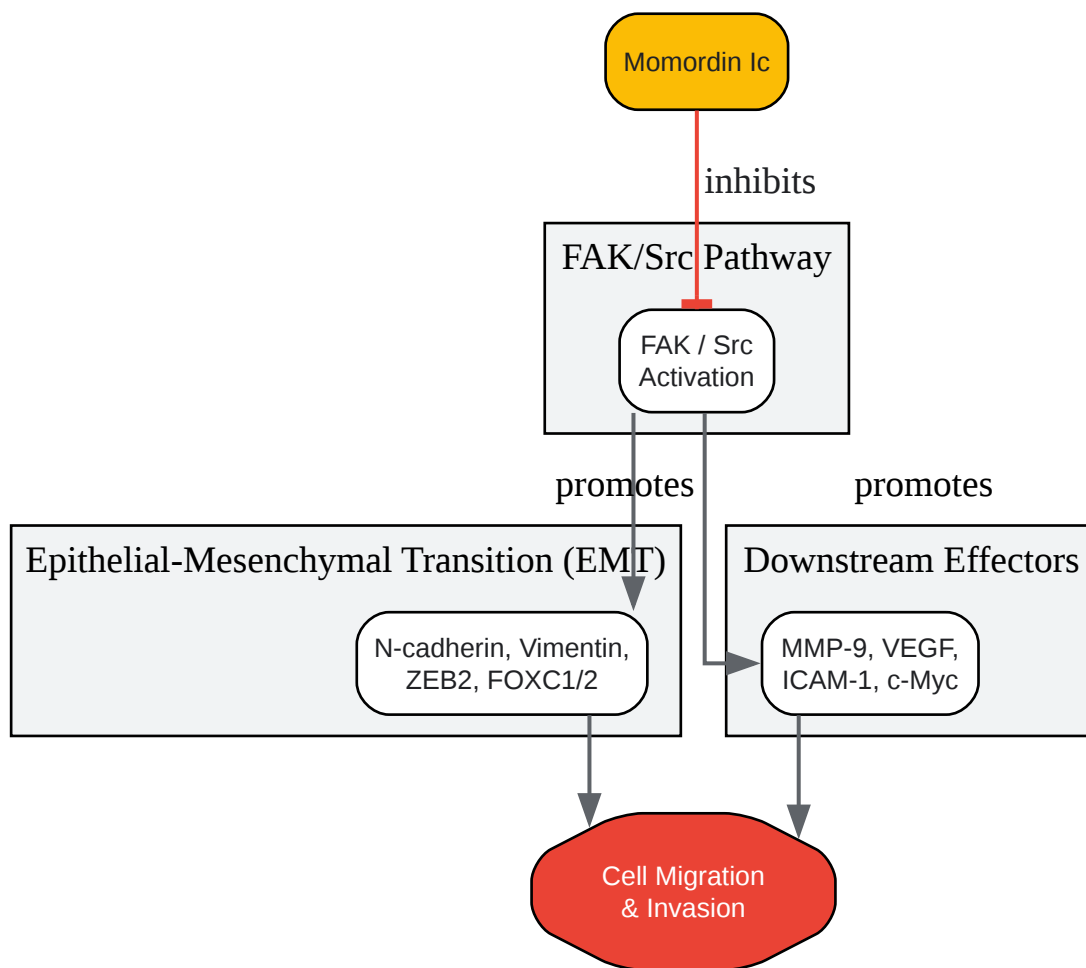 Momordin Ic
inhibits
FAK/Src Pathway
FAK / Src
Activation
promotes
promotes
Epithelial-Mesenchymal Transition (EMT)
Downstream Effectors
N-cadherin, Vimentin,
ZEB2, FOXC1/2
MMP-9, VEGF,
ICAM-1, c-Myc
Cell Migration
& Invasion